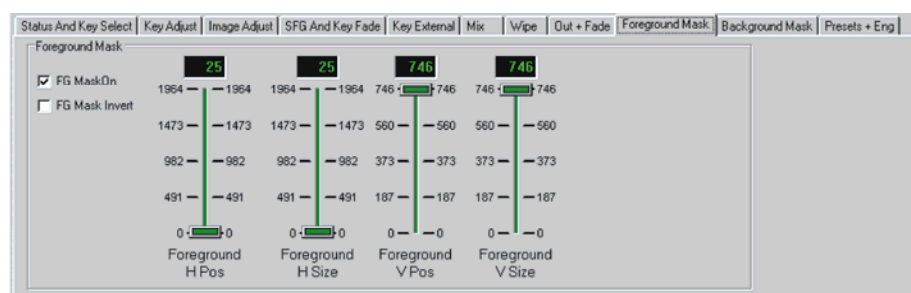 Status And Key Select Key Adjust Image Adjust SFG And Key Fade Key External Mix Wipe Out + Fade Foreground Mask Background Mask Presets + Eng
Foreground Mask
25 25 746 746
FG MaskOn
1964 1964 1964 1964 746 746 746 746
FG Mask Invert
1473 1473 1473 1473 560 560 560 560
982 982 982 982 373 373 373 373
491 491 491 491 187 187 187 187
0 0 0 0 0 0 0 0
Foreground Foreground Foreground Foreground
H Pos H Size V Pos V Size